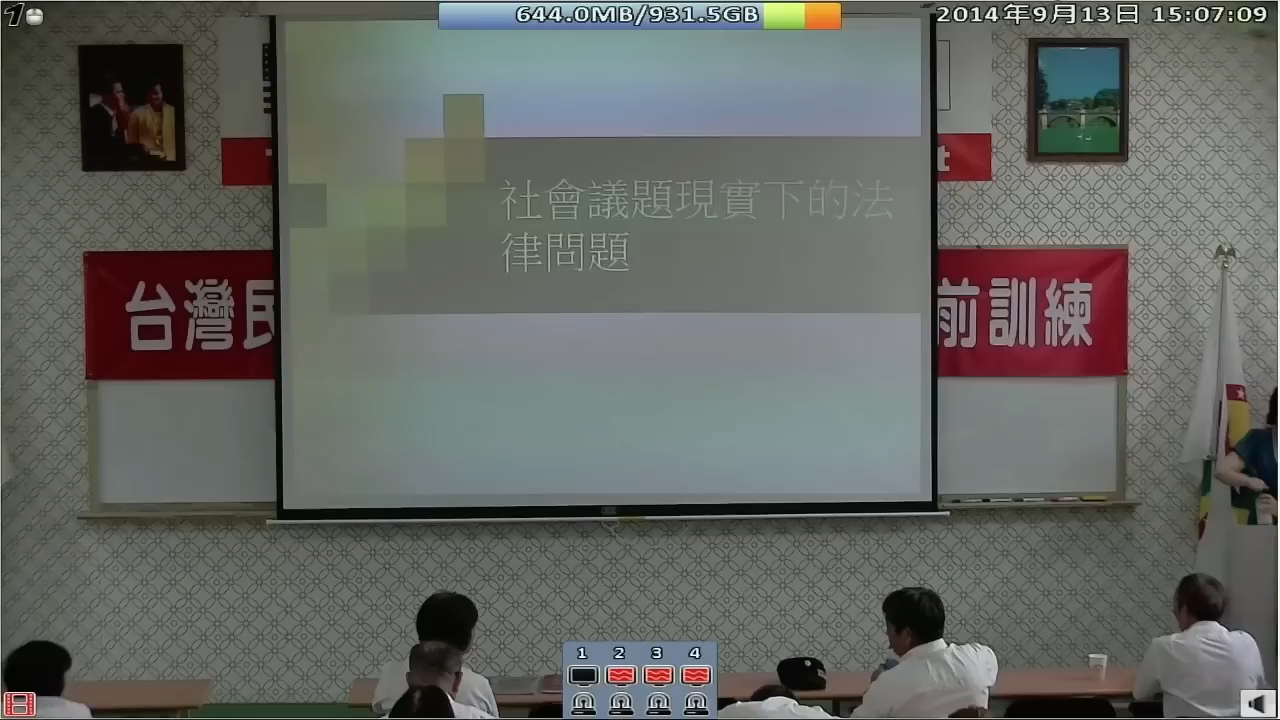 1
644.0MB/931.5GB
2014年9月13日 15:07:09
t
社會議題現實下的法
律問題
台灣民
前訓練
1 2 3 4